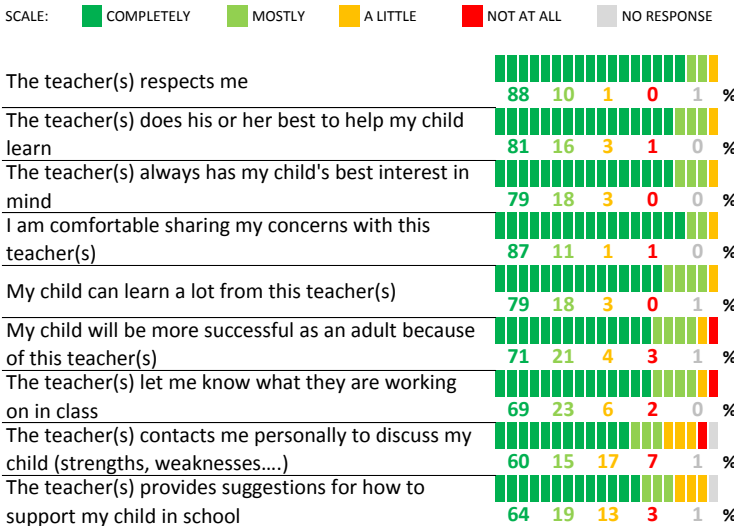 SCALE: COMPLETELY MOSTLY A LITTLE NOT AT ALL NO RESPONSE
The teacher(s) respects me
88 10 1 0 1 %
The teacher(s) does his or her best to help my child
learn
81 16 3 1 0 %
The teacher(s) always has my child's best interest in
mind
79 18 3 0 0 %
I am comfortable sharing my concerns with this
teacher(s)
87 11 1 1 0 %
My child can learn a lot from this teacher(s)
79 18 3 0 1 %
My child will be more successful as an adult because
of this teacher(s)
71 21 4 3 1 %
The teacher(s) let me know what they are working
on in class
69 23 6 2 0 %
The teacher(s) contacts me personally to discuss my
child (strengths, weaknesses....)
60 15 17 7 1 %
The teacher(s) provides suggestions for how to
support my child in school
64 19 13 3 1 %